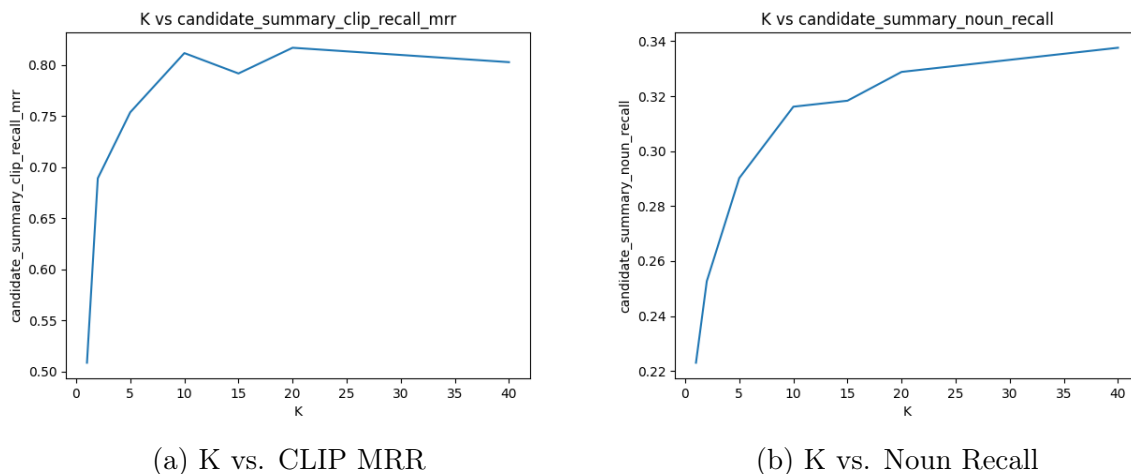 K vs candidate_summary_clip_recall_mrr
candidate_summary_clip_recall_mrr
0.80
0.75
0.70
0.65
0.60
0.55
0.50
0 5 10 15 20 25 30 35 40
K
(a) K vs. CLIP MRR
K vs candidate_summary_noun_recall
candidate_summary_noun_recall
0.34
0.32
0.30
0.28
0.26
0.24
0.22
0 5 10 15 20 25 30 35 40
K
(b) K vs. Noun Recall